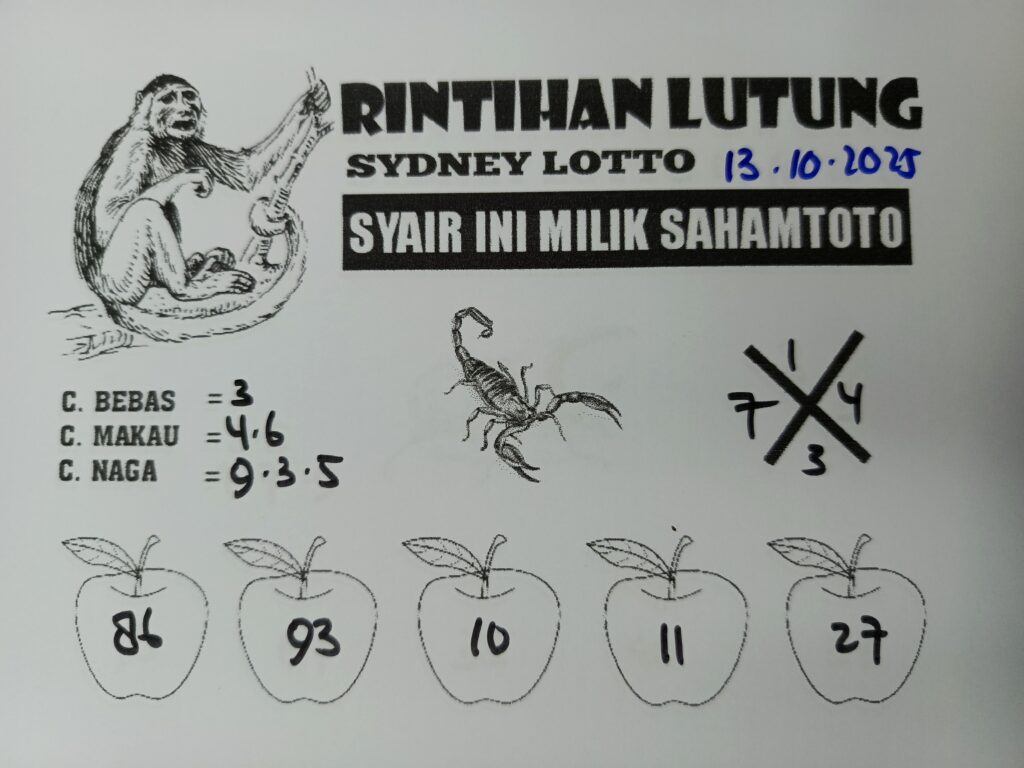 RINTIHAN LUTUNG
SYDNEY LOTTO 13.10.2025
SYAIR INI MILIK SAHAMTOTO
C. BEBAS = 3
C. MAKAU = 4.6
C. NAGA = 9.3.5
1
7 4
3
86 93 10 11 27